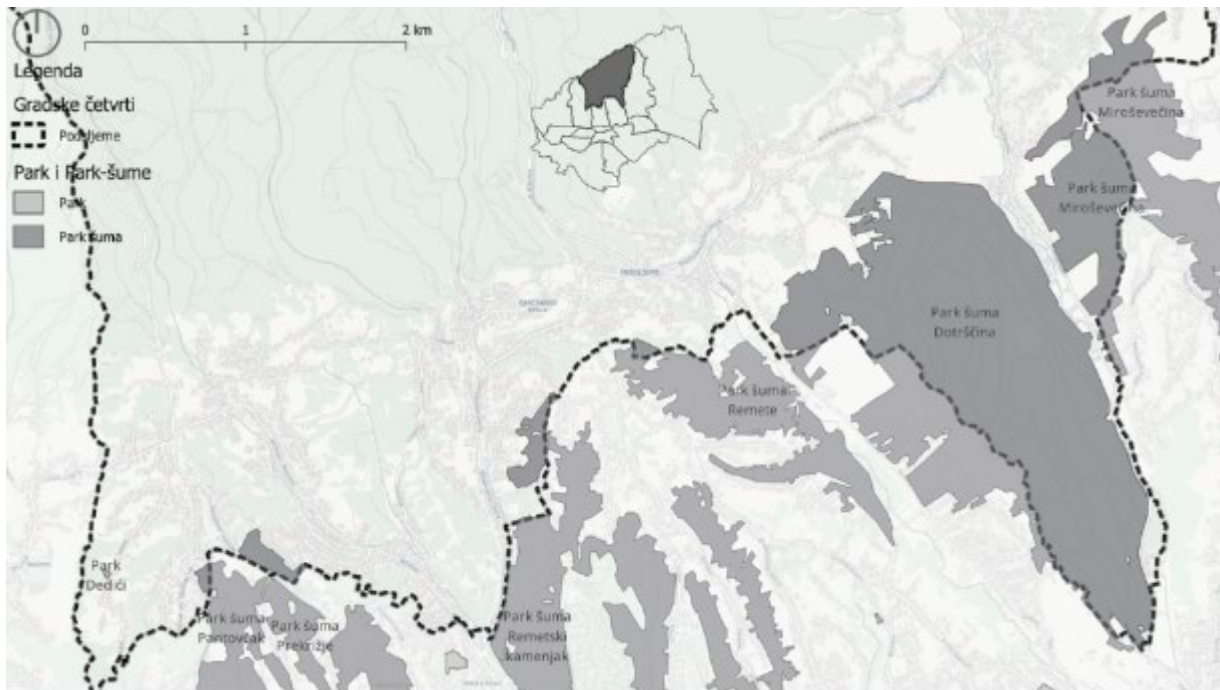 0 1 2 km
Legenda
Gradske četvrti
Podsljeme
Park i Park-šume
Park
Park šuma
Park šuma
Miroševečina
Park šuma
Miroševečina
Park šuma
Dotrščina
Park šuma
Remete
Park
Dedići
Park šuma
Pantovčak
Park šuma
Prekrižje
Park šuma
Remetski
kamenjak